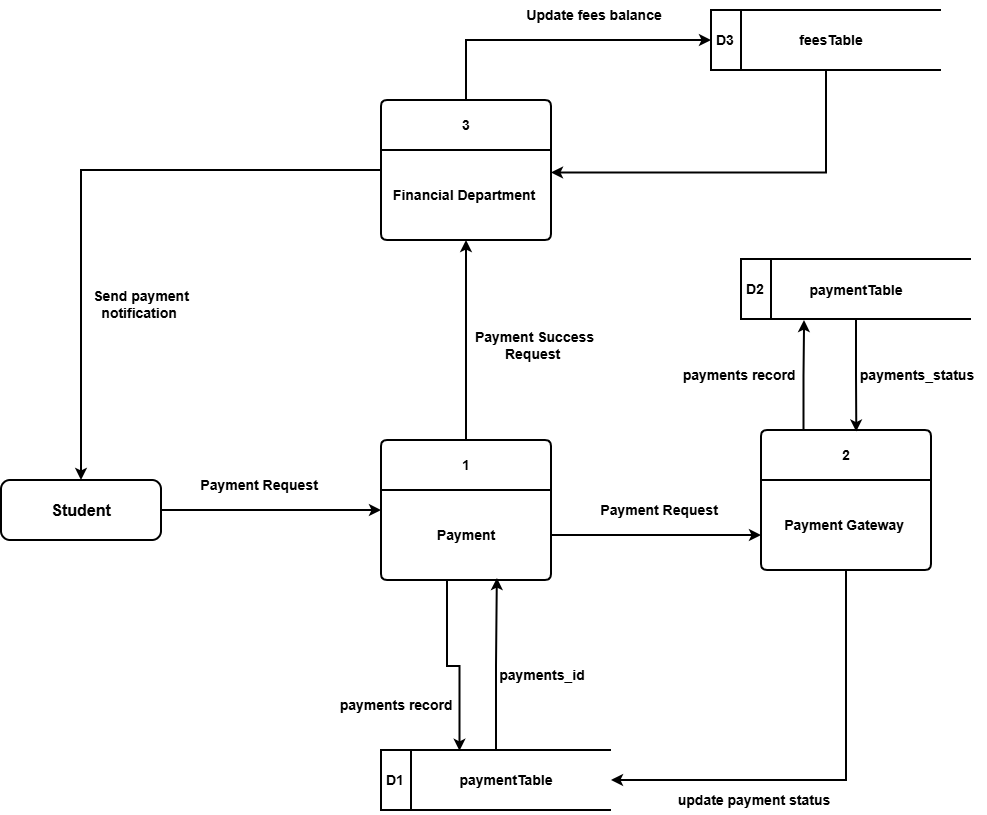 Update fees balance
D3
feesTable
3
Financial Department
Send payment
notification
Payment Success
Request
D2
paymentTable
payments record
payments_status
Student
Payment Request
1
Payment
Payment Request
2
Payment Gateway
payments_id
payments record
D1
paymentTable
update payment status